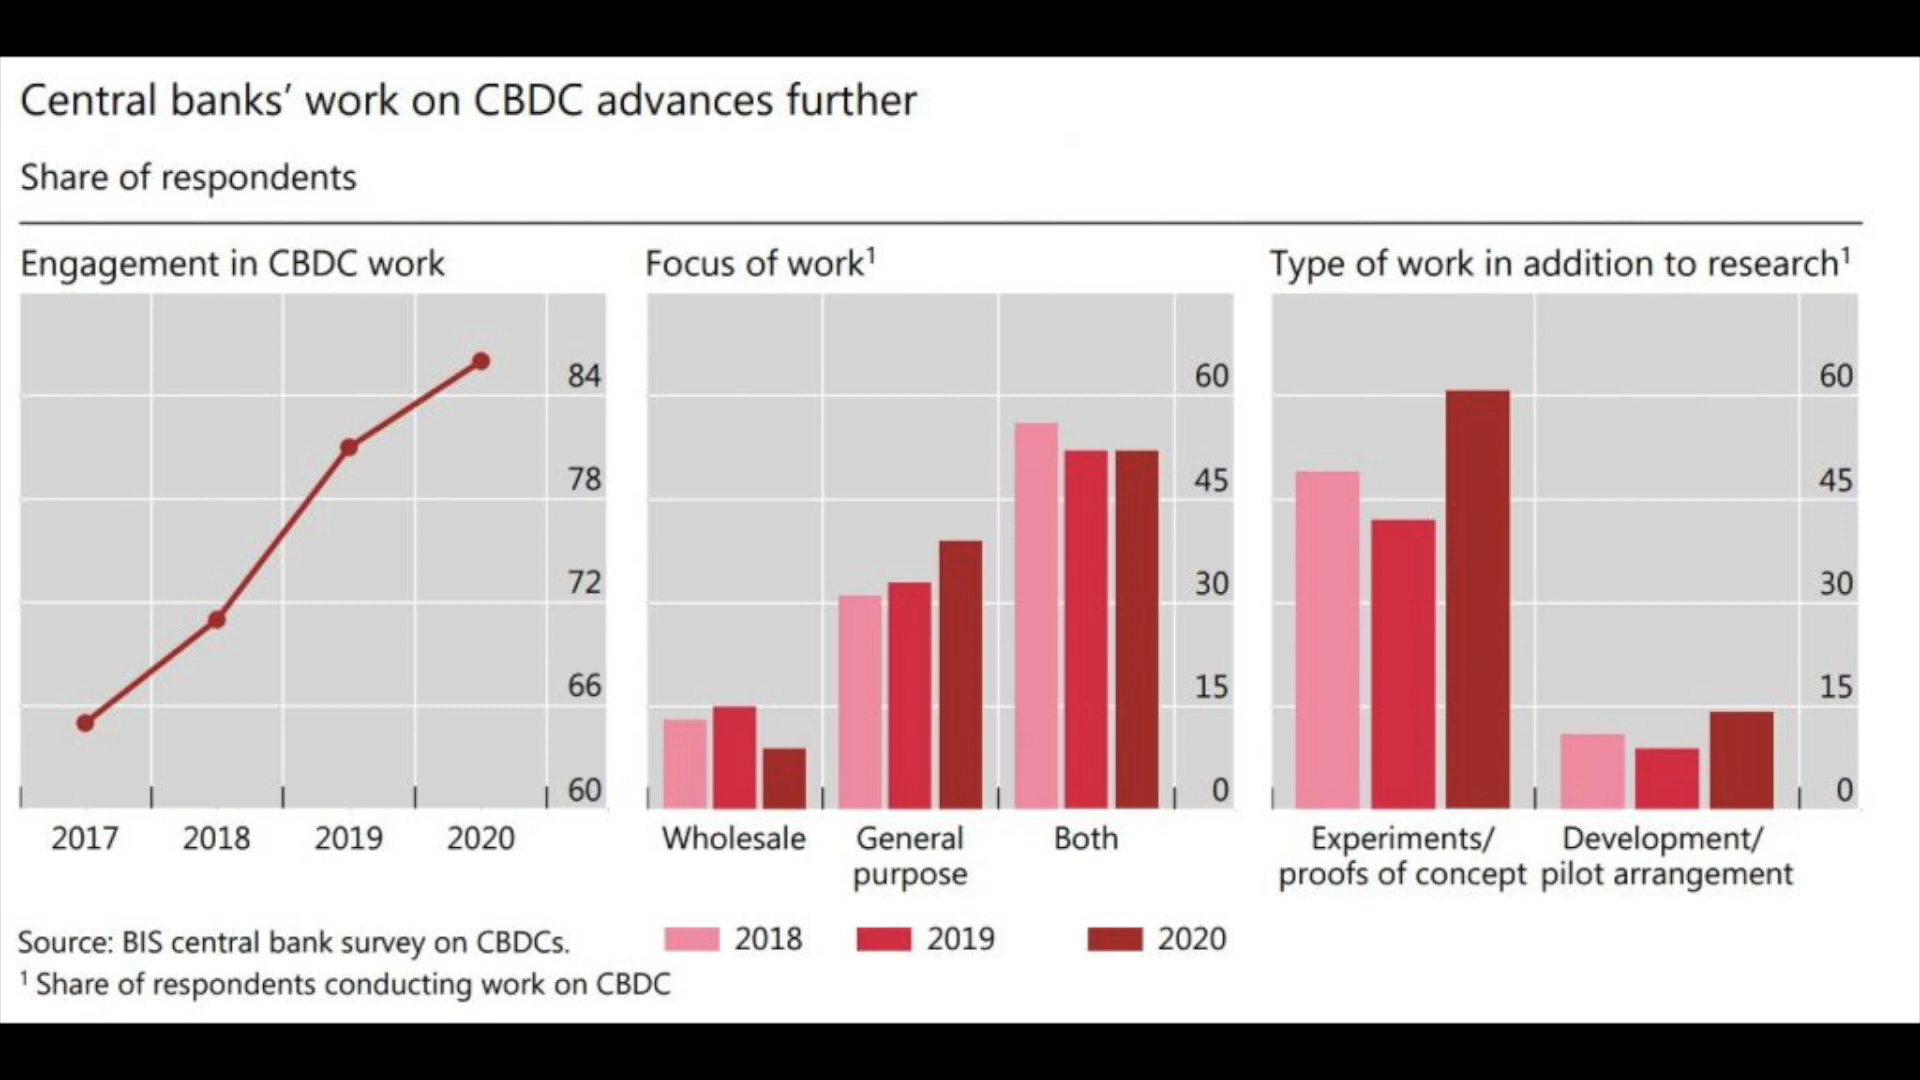 Central banks’ work on CBDC advances further
Share of respondents
Engagement in CBDC work
84
78
72
66
60
2017 2018 2019 2020
Focus of work¹
60
45
30
15
0
Wholesale General purpose Both
Type of work in addition to research¹
60
45
30
15
0
Experiments/ proofs of concept
Development/ pilot arrangement
2018 2019 2020
Source: BIS central bank survey on CBDCs.
¹ Share of respondents conducting work on CBDC